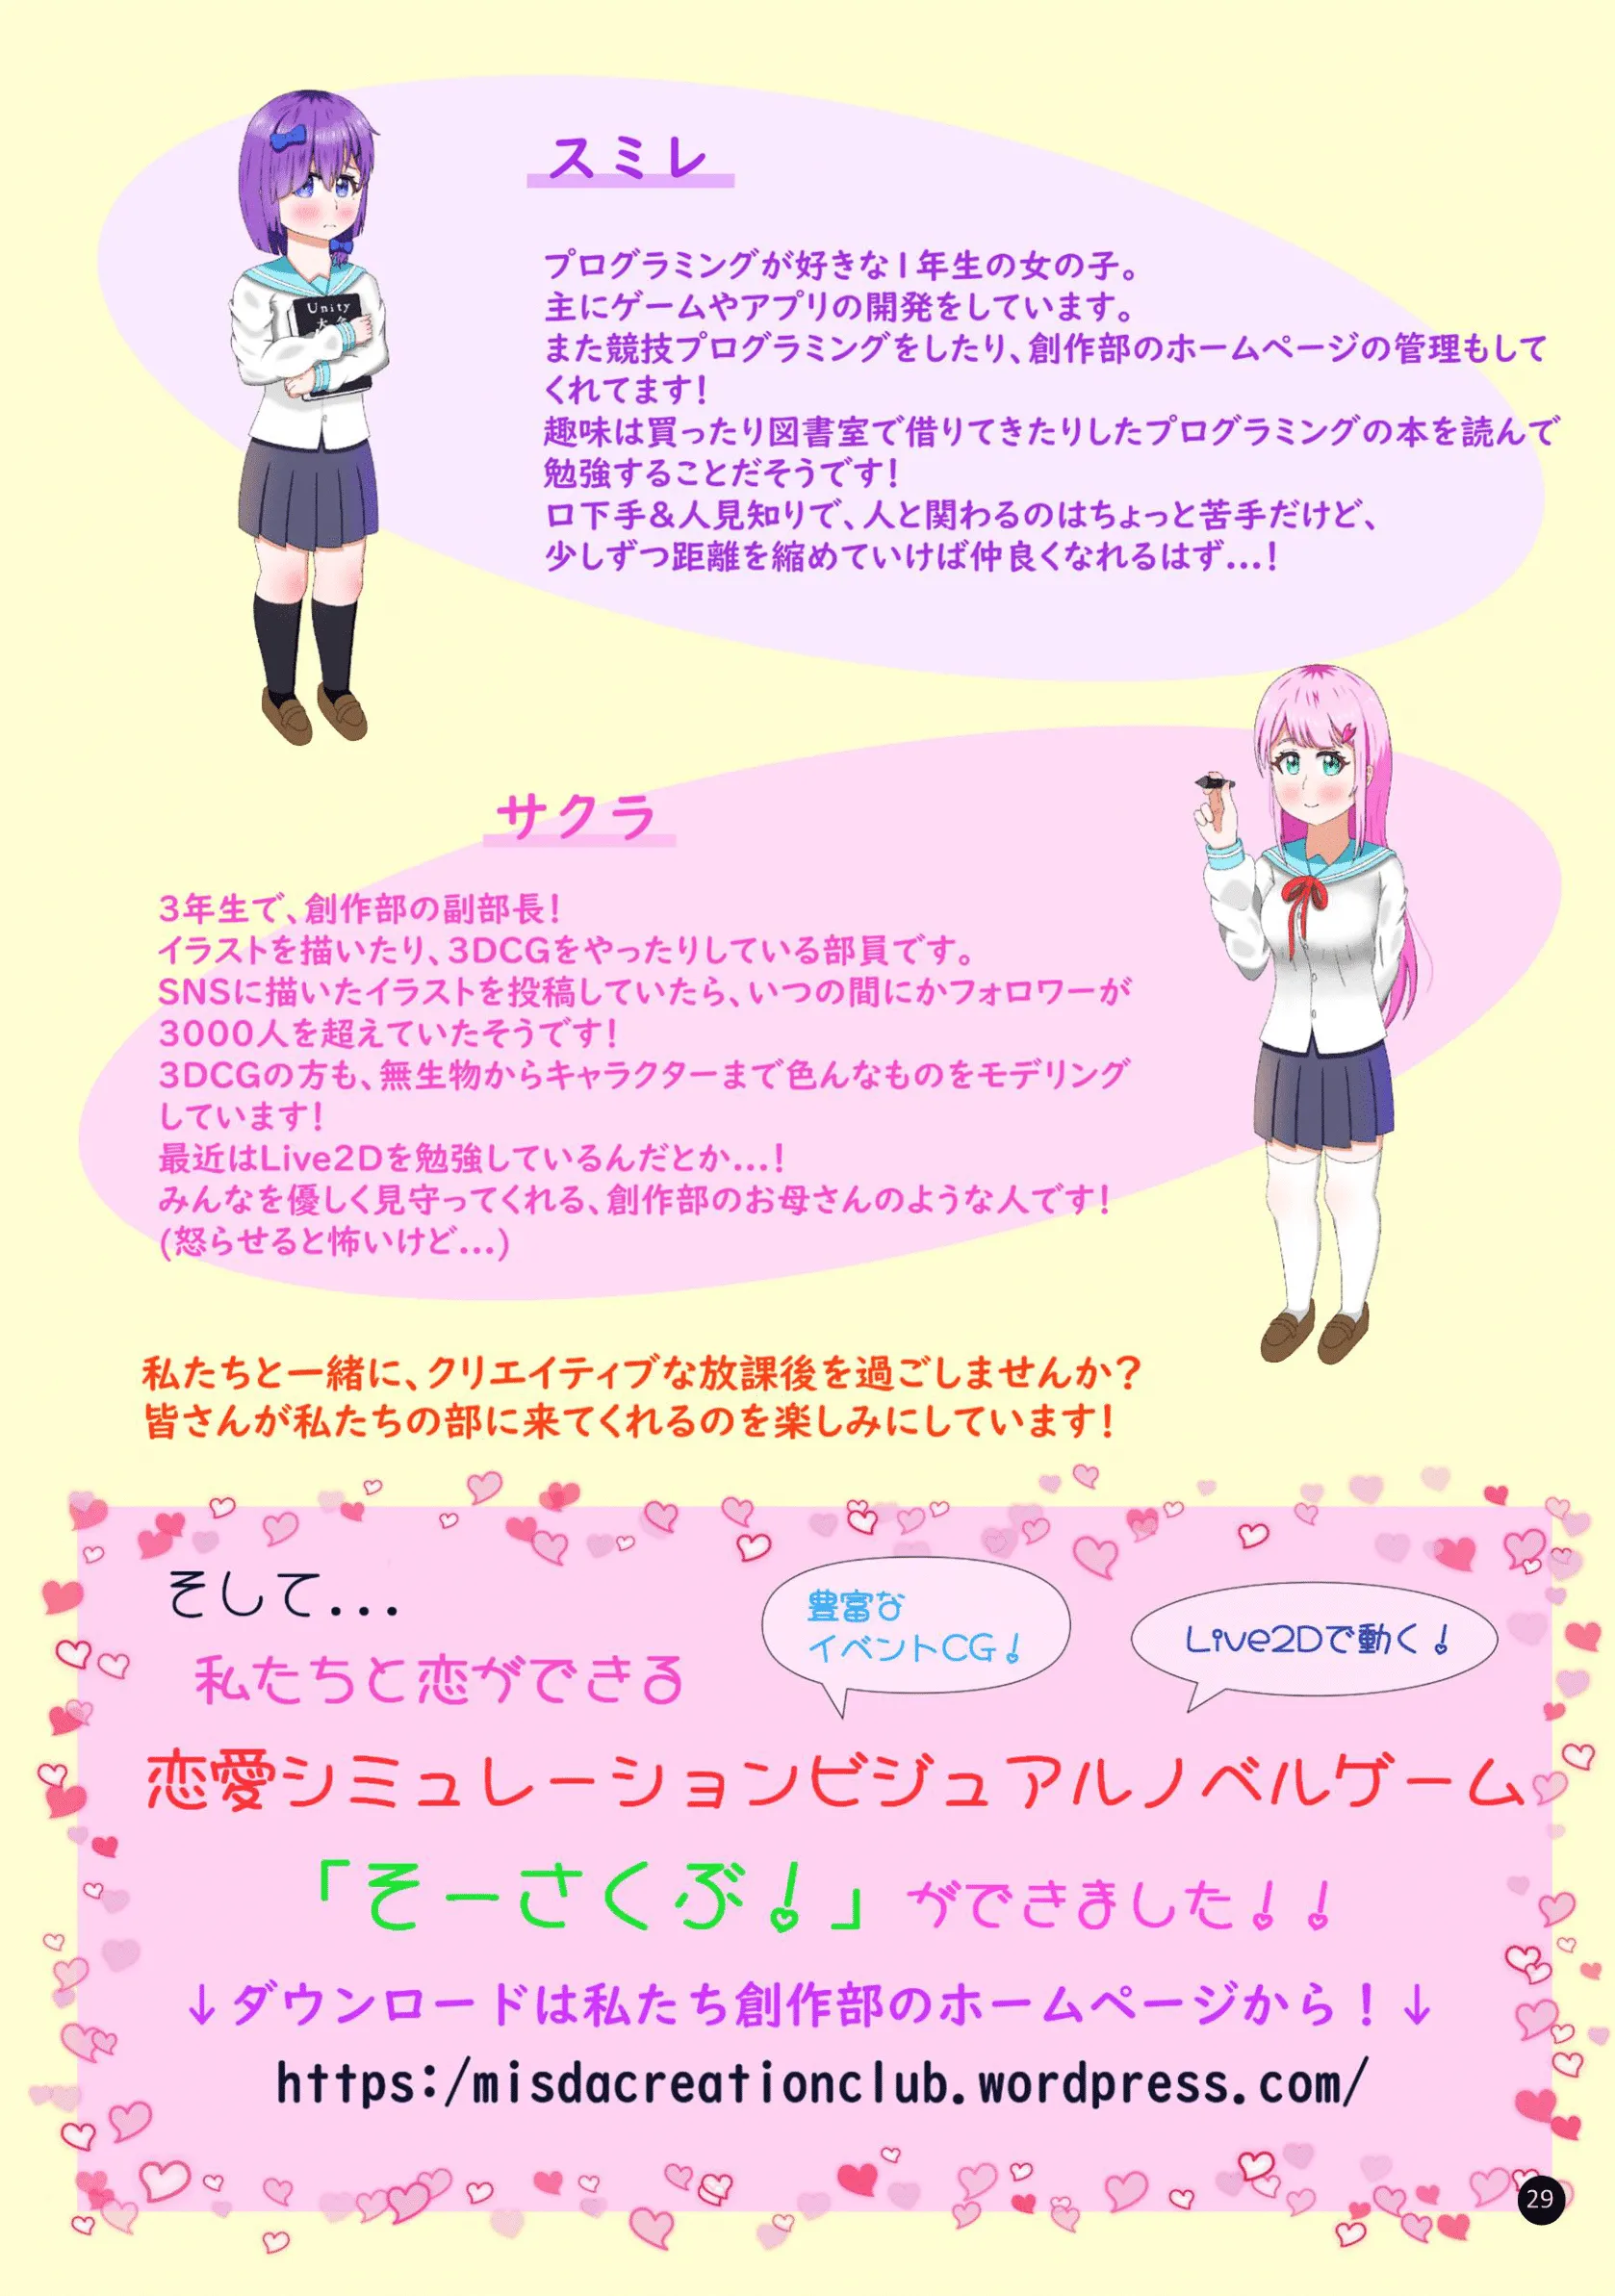 スミレ
プログラミングが好きな1年生の女の子。
主にゲームやアプリの開発をしています。
また競技プログラミングをしたり、創作部のホームページの管理もして
くれてます!
趣味は買ったり図書室で借りてきたりしたプログラミングの本を読んで
勉強することだそうです!
口下手&人見知りで、人と関わるのはちょっと苦手だけど、
少しずつ距離を縮めていけば仲良くなれるはず...!
Unity
サクラ
3年生で、創作部の副部長!
イラストを描いたり、3DCGをやったりしている部員です。
SNSに描いたイラストを投稿していたら、いつの間にかフォロワーが
3000人を超えていたそうです!
3DCGの方も、無生物からキャラクターまで色んなものをモデリング
しています!
最近はLive2Dを勉強しているんだとか...!
みんなを優しく見守ってくれる、創作部のお母さんのような人です!
(怒らせると怖いけど...)
私たちと一緒に、クリエイティブな放課後を過ごしませんか?
皆さんが私たちの部に来てくれるのを楽しみにしています!
そして...
私たちと恋ができる
豊富な
イベントCG!
Live2Dで動く!
恋愛シミュレーションビジュアルノベルゲーム
「そーさくぶ!」ができました!!
↓ダウンロードは私たち創作部のホームページから!↓
https:/misdacreationclub.wordpress.com/
29